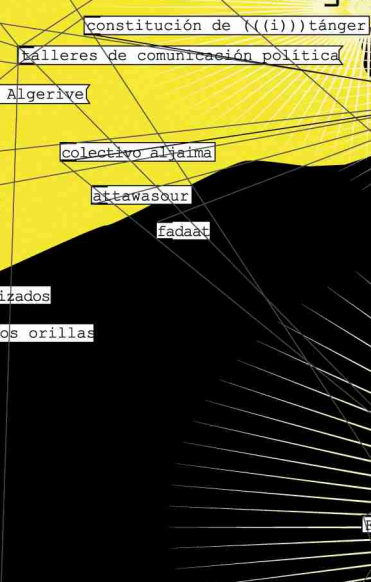 constitución de (((i)))tánger
talleres de comunicación política
Algerive
colectivo aljaima
attawasour
fadaat
izados
os orillas